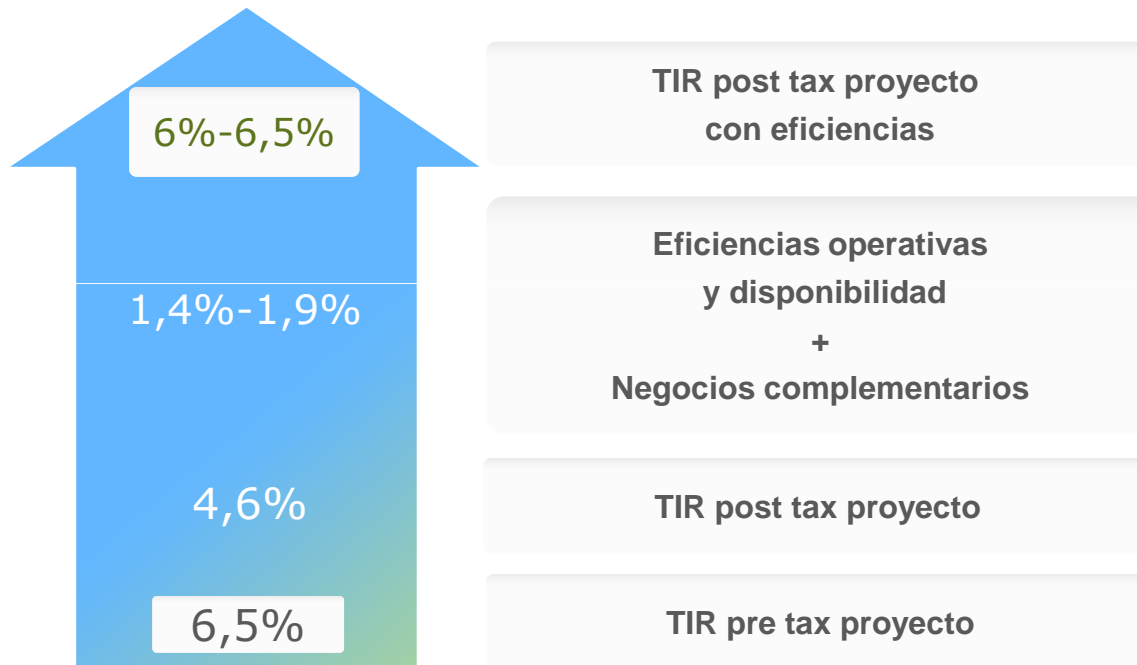 6%-6,5%
TIR post tax proyecto
con eficiencias
1,4%-1,9%
Eficiencias operativas
y disponibilidad
+
Negocios complementarios
4,6%
TIR post tax proyecto
6,5%
TIR pre tax proyecto